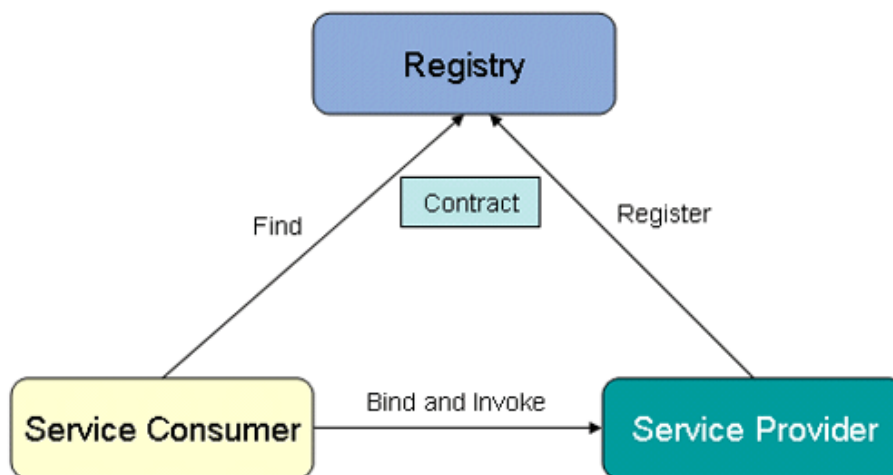 Registry
Contract
Find
Register
Bind and Invoke
Service Consumer
Service Provider